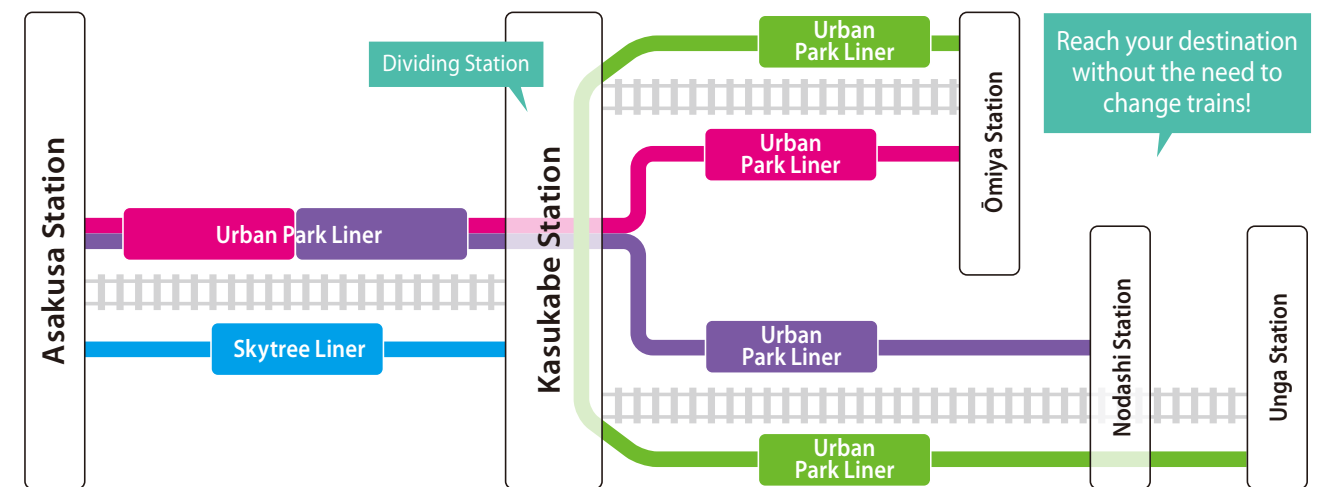 Asakusa Station
Urban Park Liner
Skytree Liner
Dividing Station
Kasukabe Station
Urban
Park Liner
Urban
Park Liner
Urban
Park Liner
Urban
Park Liner
Ōmiya Station
Nodashi Station
Unga Station
Reach your destination
without the need to
change trains!